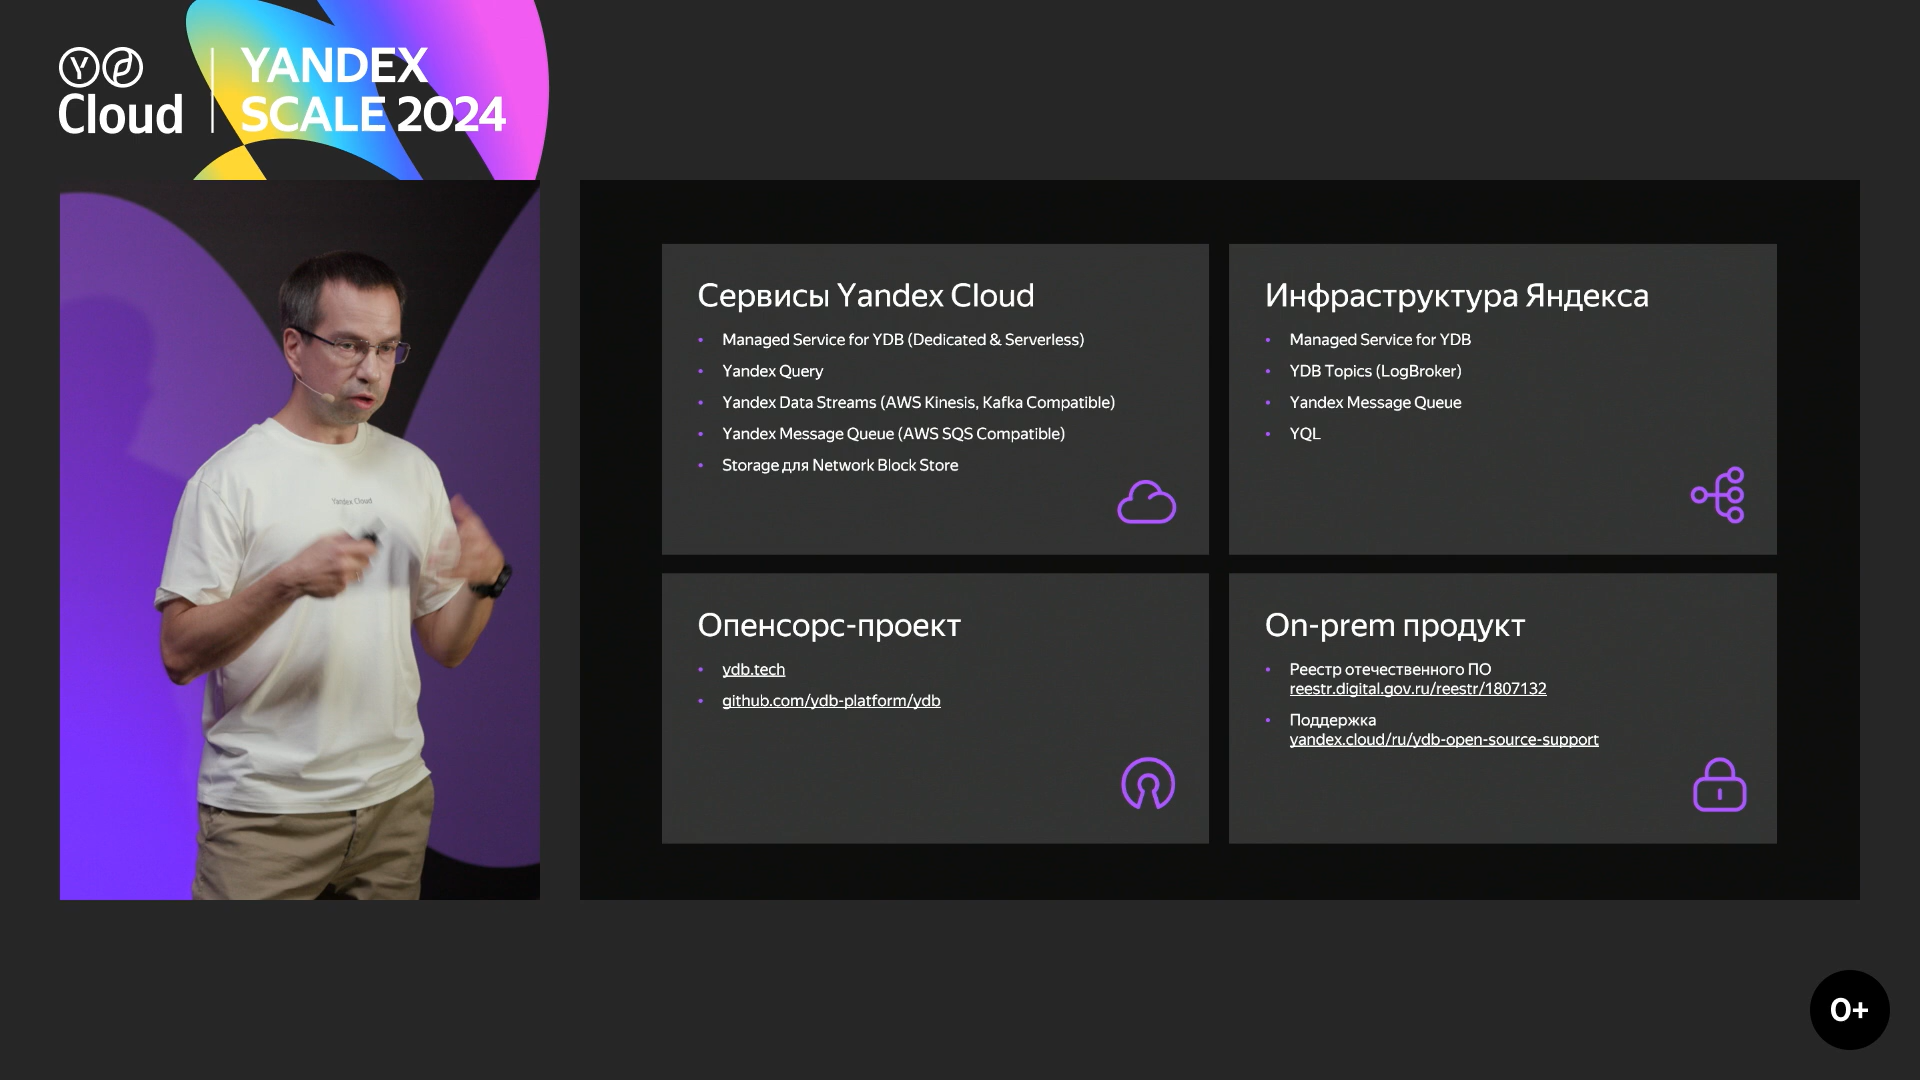 Cloud
YANDEX
SCALE 2024
Yandex Cloud
Сервисы Yandex Cloud
Managed Service for YDB (Dedicated & Serverless)
Yandex Query
Yandex Data Streams (AWS Kinesis, Kafka Compatible)
Yandex Message Queue (AWS SQS Compatible)
Storage для Network Block Store
Инфраструктура Яндекса
Managed Service for YDB
YDB Topics (LogBroker)
Yandex Message Queue
YQL
Опенсорс-проект
ydb.tech
github.com/ydb-platform/ydb
On-prem продукт
Реестр отечественного ПО
reestr.digital.gov.ru/reestr/1807132
Поддержка
yandex.cloud/ru/ydb-open-source-support
0+